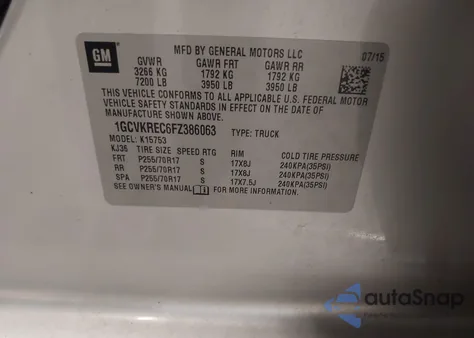 GM
MFD BY GENERAL MOTORS LLC
07/15
GVWR GAWR FRT GAWR RR
3266 KG 1792 KG 1792 KG
7200 LB 3950 LB 3950 LB
THIS VEHICLE CONFORMS TO ALL APPLICABLE U.S. FEDERAL MOTOR
VEHICLE SAFETY STANDARDS IN EFFECT ON THE DATE OF
MANUFACTURE SHOWN ABOVE.
1GCVKREC6FZ386063 TYPE: TRUCK
MODEL: K15753
KJ36 TIRE SIZE SPEED RTG RIM COLD TIRE PRESSURE
FRT P255/70R17 S 17X8J 240KPA(35PSI)
RR P255/70R17 S 17X8J 240KPA(35PSI)
SPA P255/70R17 S 17X7.5J 240KPA(35PSI)
SEE OWNER'S MANUAL FOR MORE INFORMATION.
autoSnap